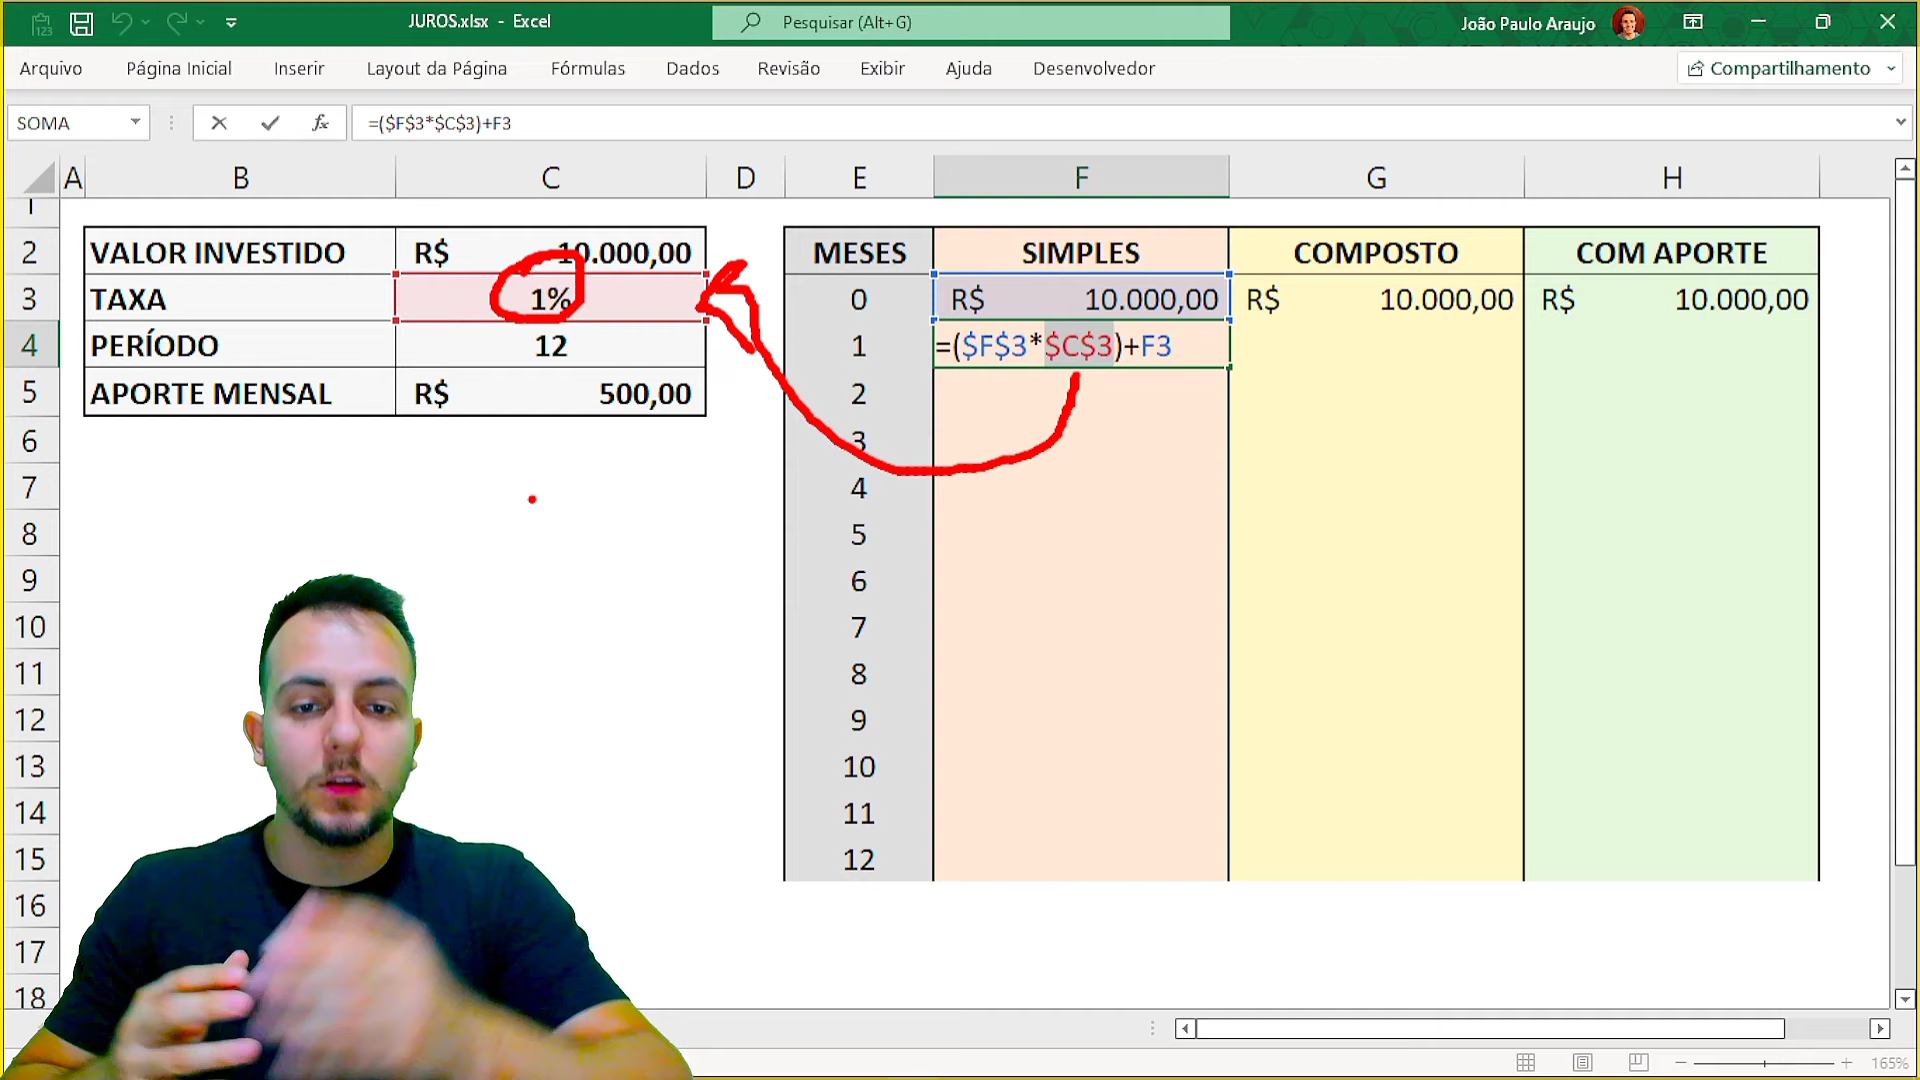 JUROS.xlsx - Excel
Pesquisar (Alt+G)
João Paulo Araujo
Arquivo Página Inicial Inserir Layout da Página Fórmulas Dados Revisão Exibir Ajuda Desenvolvedor Compartilhamento
SOMA fx =($F$3*$C$3)+F3
A B C D E F G H
1
2 VALOR INVESTIDO R$ 10.000,00 MESES SIMPLES COMPOSTO COM APORTE
3 TAXA 1% 0 R$ 10.000,00 R$ 10.000,00 R$ 10.000,00
4 PERÍODO 12 1 =($F$3*$C$3)+F3
5 APORTE MENSAL R$ 500,00 2
6 3
7 4
8 5
9 6
10 7
11 8
12 9
13 10
14 11
15 12
16
17
18
165%